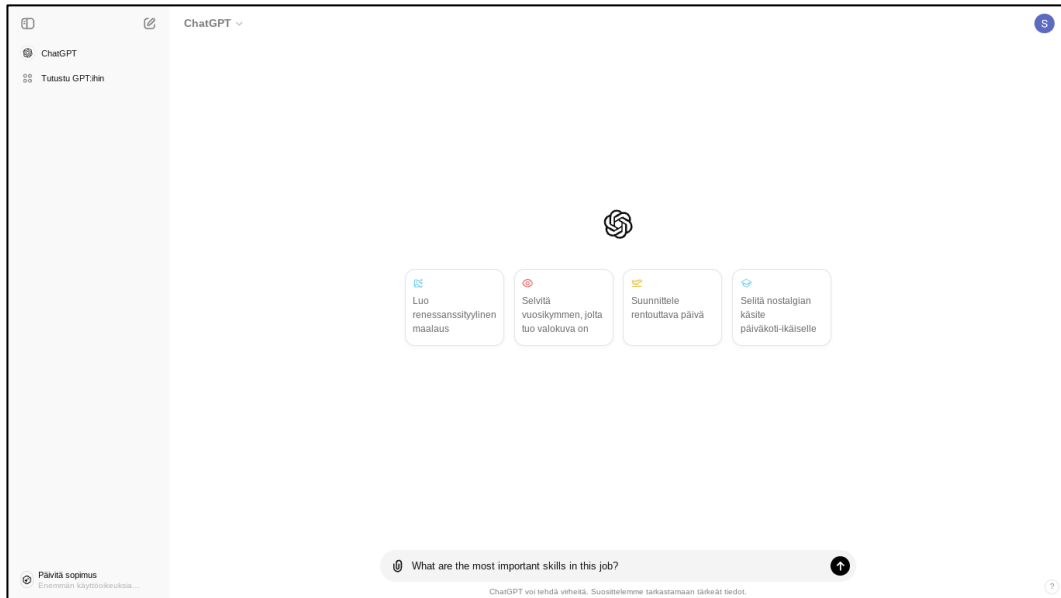 ChatGPT
S
ChatGPT
Tutustu GPT:ihin
Luo
renessanssityylinen
maalaus
Selvitä
vuosikymmen, jolta
tuo valokuva on
Suunnittele
rentouttava päivä
Selitä nostalgian
käsite
päiväkoti-ikäiselle
What are the most important skills in this job?
Päivitä sopimus
Enemmän käyttöoikeuksia...
ChatGPT voi tehdä virheitä. Suosittelemme tarkastamaan tärkeät tiedot.
?